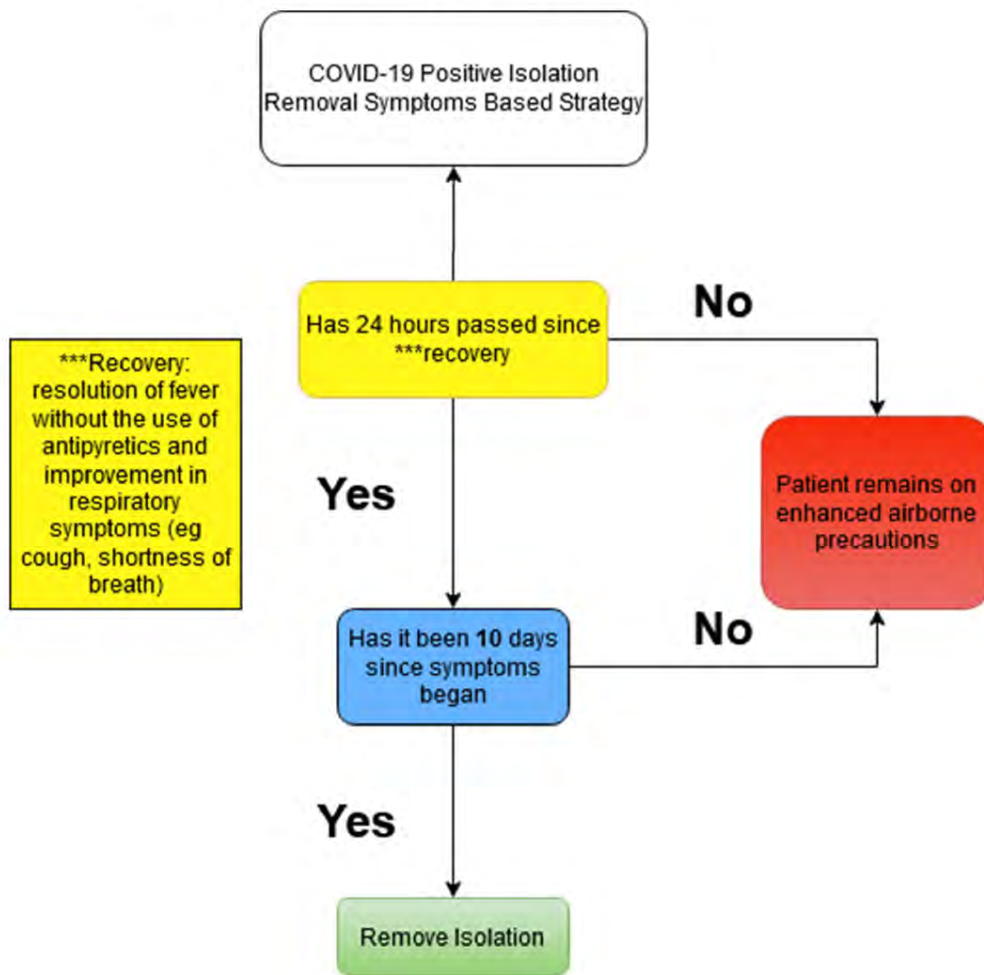 COVID-19 Positive Isolation
Removal Symptoms Based Strategy
Has 24 hours passed since
***recovery
No
***Recovery:
resolution of fever
without the use of
antipyretics and
improvement in
respiratory
symptoms (eg
cough, shortness of
breath)
Yes
Patient remains on
enhanced airborne
precautions
Has it been 10 days
since symptoms
began
No
Yes
Remove Isolation